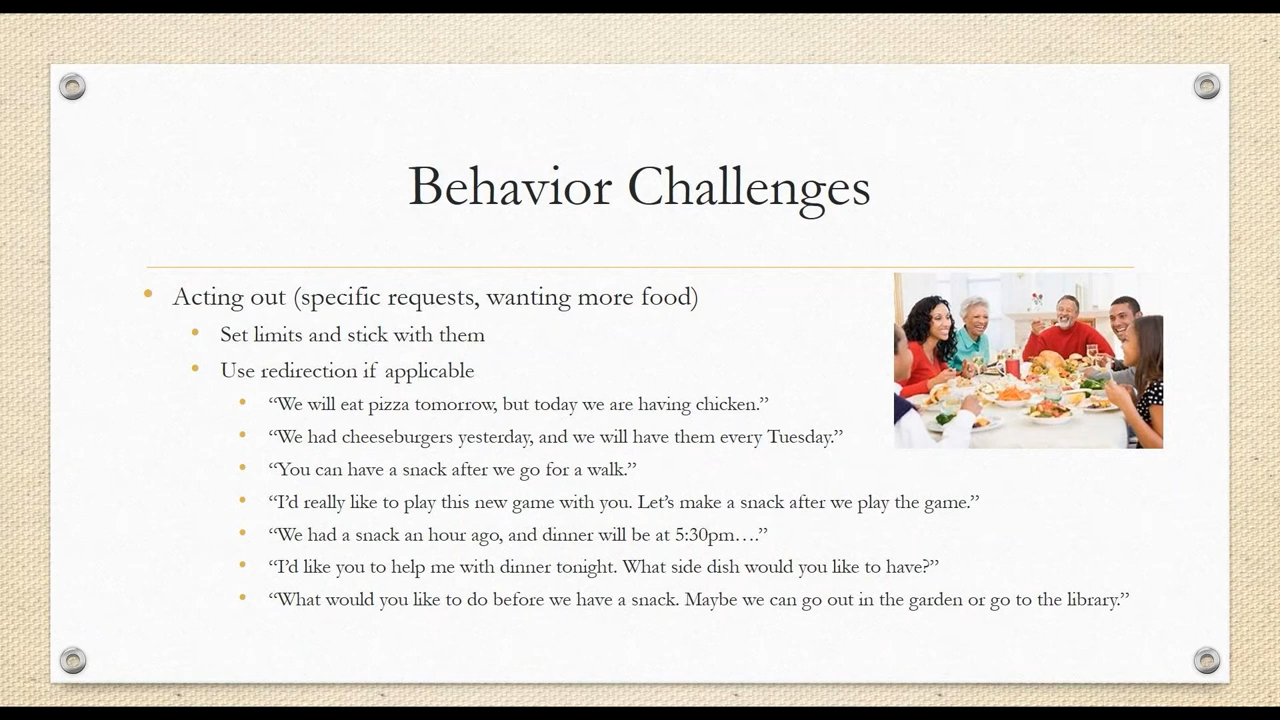 Behavior Challenges
Acting out (specific requests, wanting more food)
Set limits and stick with them
Use redirection if applicable
“We will eat pizza tomorrow, but today we are having chicken.”
“We had cheeseburgers yesterday, and we will have them every Tuesday.”
“You can have a snack after we go for a walk.”
“I’d really like to play this new game with you. Let’s make a snack after we play the game.”
“We had a snack an hour ago, and dinner will be at 5:30pm….”
“I’d like you to help me with dinner tonight. What side dish would you like to have?”
“What would you like to do before we have a snack. Maybe we can go out in the garden or go to the library.”